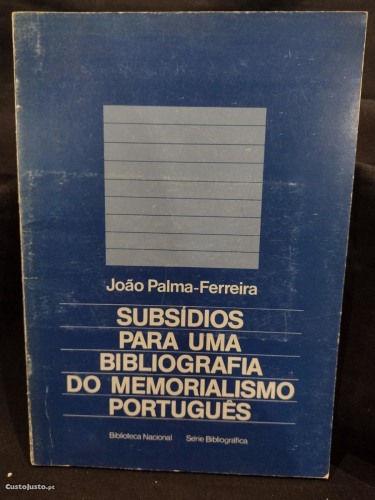 João Palma-Ferreira
SUBSÍDIOS
PARA UMA
BIBLIOGRAFIA
DO MEMORIALISMO
PORTUGUÊS
Biblioteca Nacional Série Bibliográfica
CustoJusto.pt